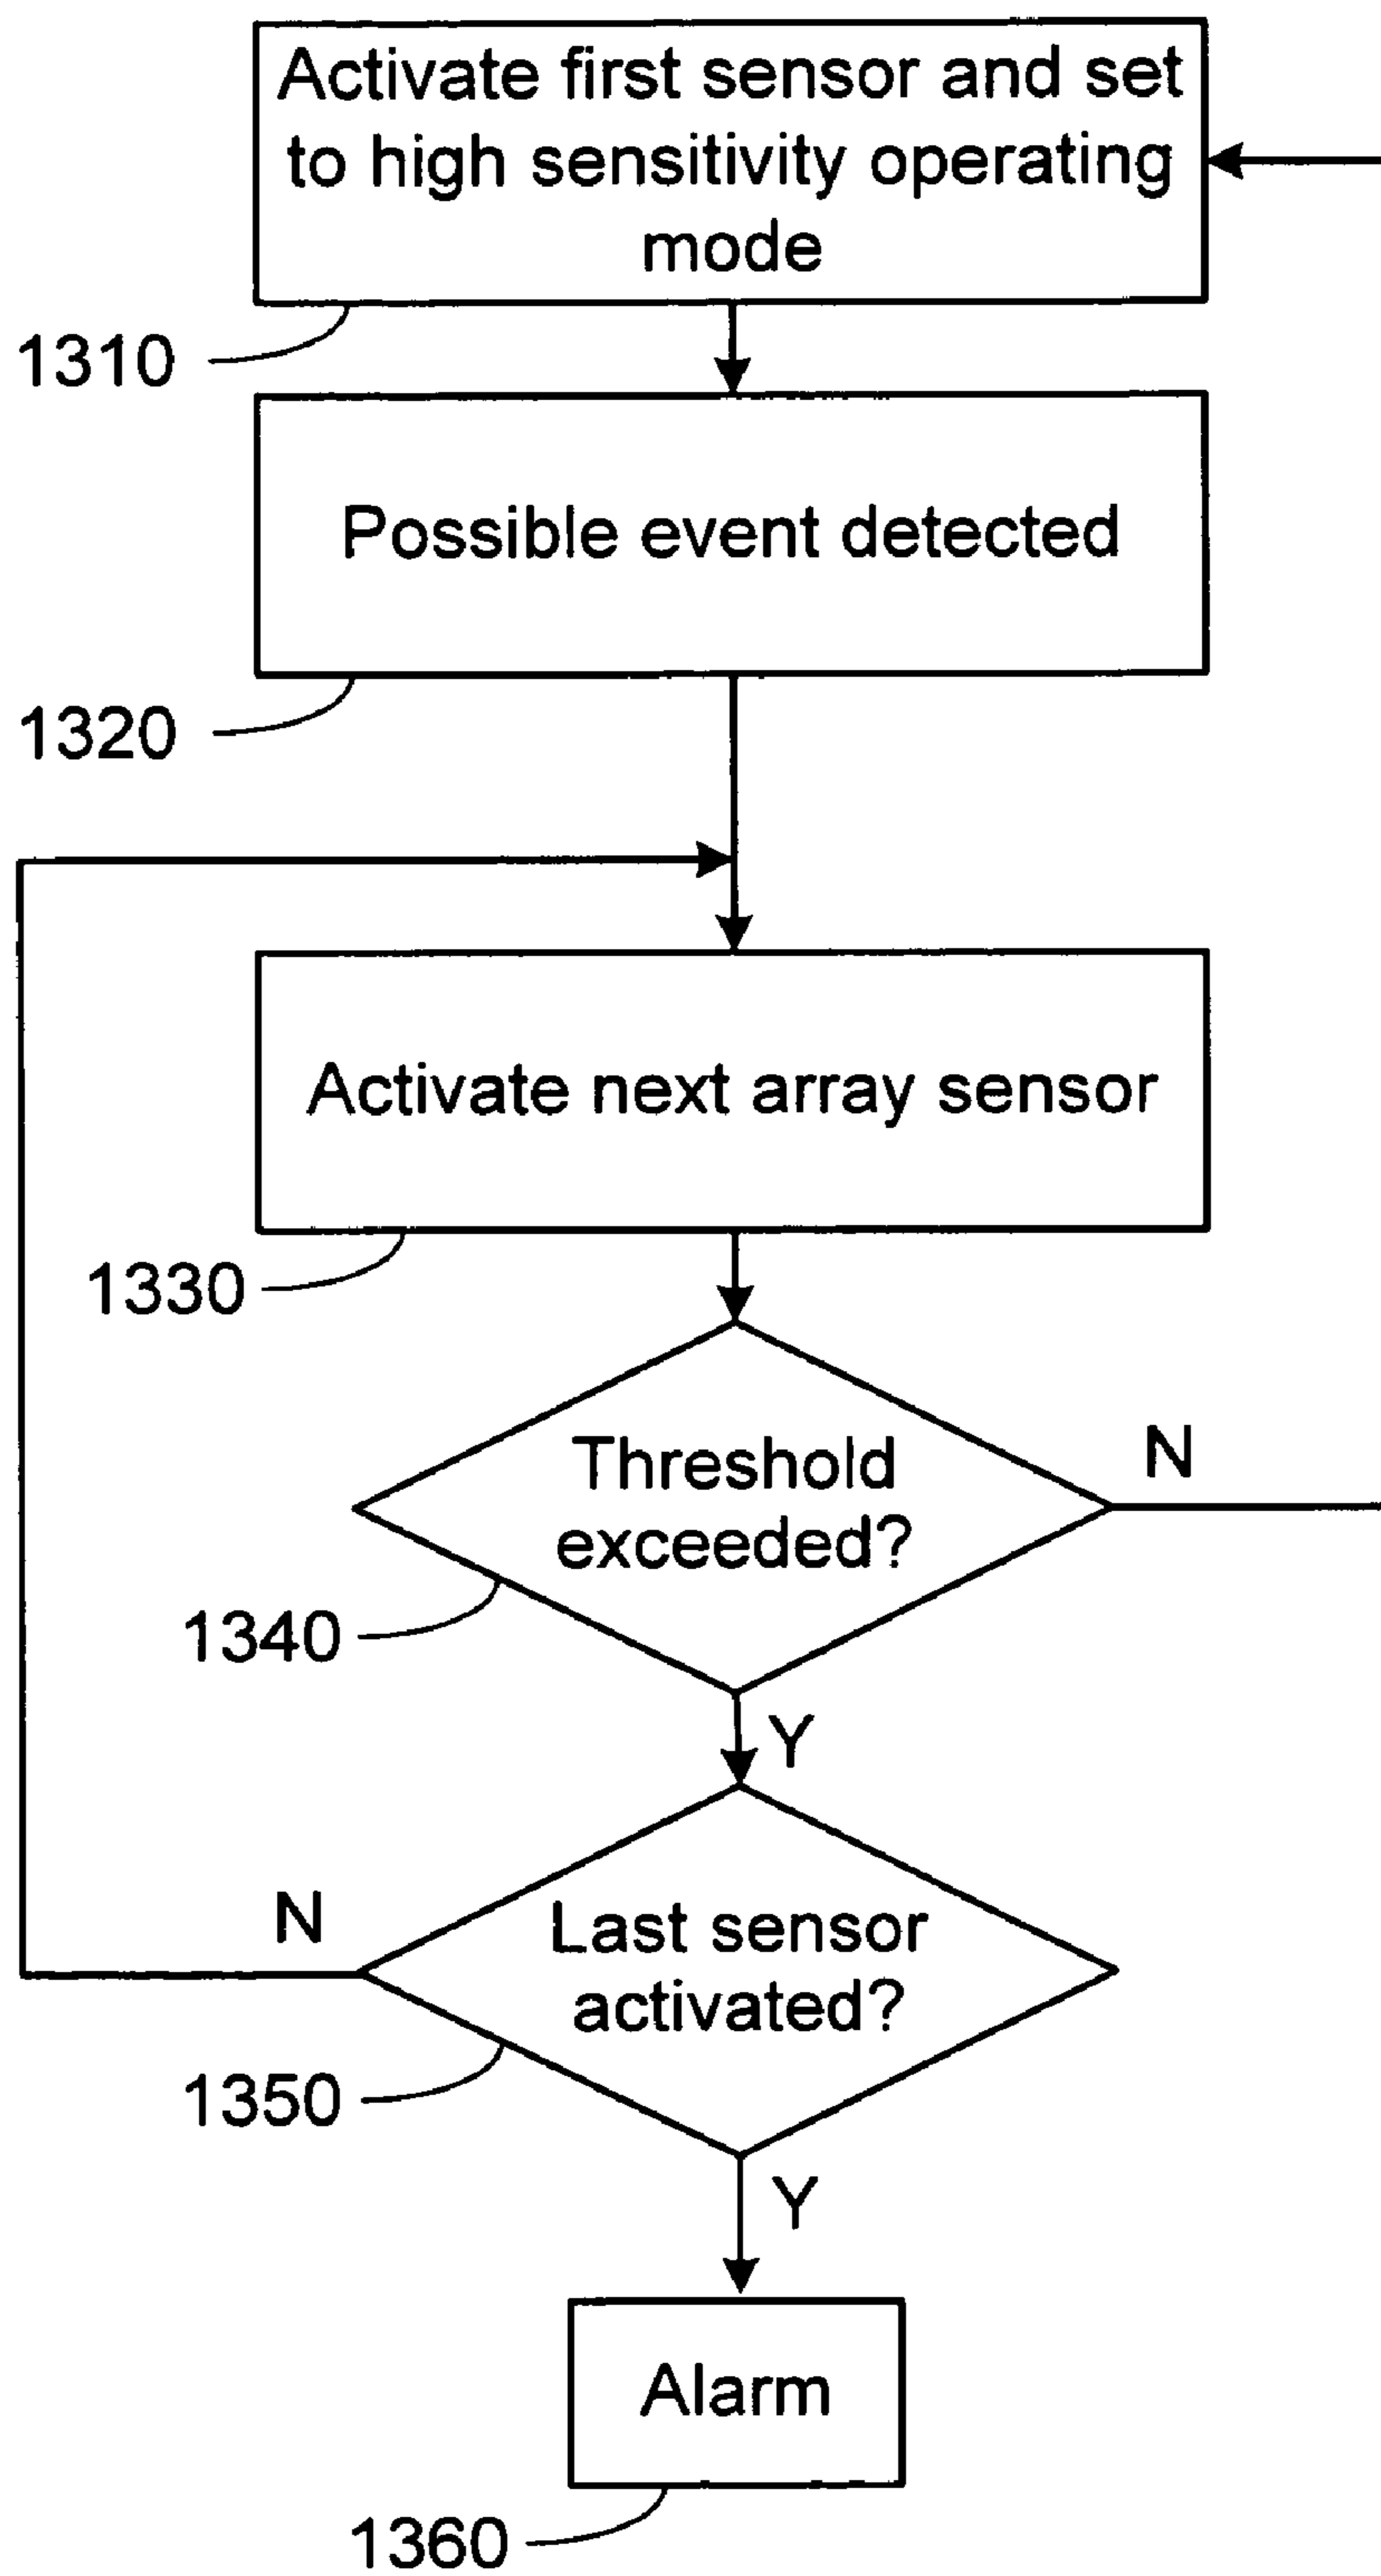 Activate first sensor and set
to high sensitivity operating
mode
1310
Possible event detected
1320
Activate next array sensor
1330
Threshold
exceeded?
N
1340
Y
Last sensor
activated?
N
1350
Y
Alarm
1360